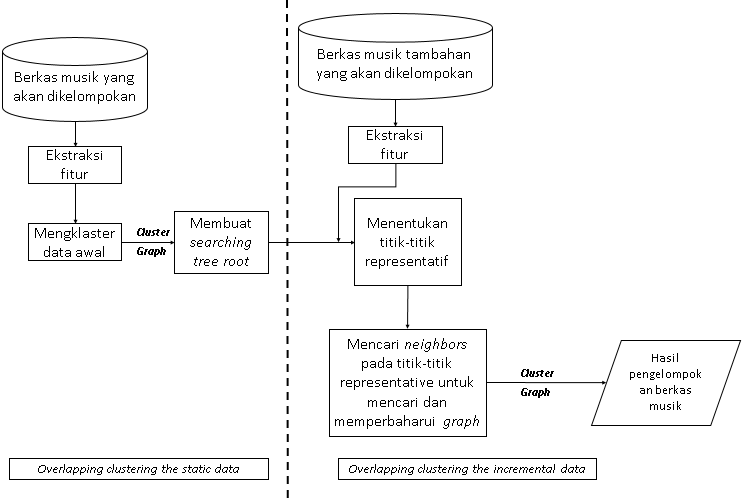 Berkas musik yang
akan dikelompokan
Ekstraksi
fitur
Mengklaster
data awal
Cluster
Graph
Membuat
searching
tree root
Overlapping clustering the static data
Berkas musik tambahan
yang akan dikelompokan
Ekstraksi
fitur
Menentukan
titik-titik
representatif
Mencari neighbors
pada titik-titik
representative untuk
mencari dan
memperbaharui graph
Cluster
Graph
Hasil
pengelompok
an berkas
musik
Overlapping clustering the incremental data